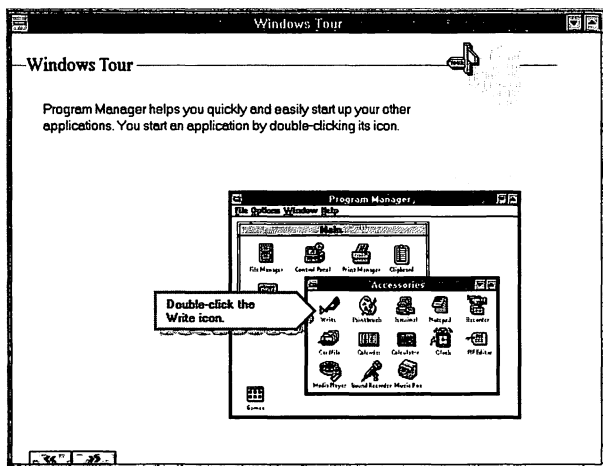 Windows Tour
Windows Tour
Program Manager helps you quickly and easily start up your other
applications. You start an application by double-clicking its icon.
Program Manager
File Options Window Help
Main
File Manager Control Panel Print Manager Clipboard
Accessories
Double-click the
Write icon.
Write Paintbrush Terminal Notepad Recorder
Cardfile Calendar Calculator Clock PIF Editor
Media Player Sound Recorder Music Box
Games